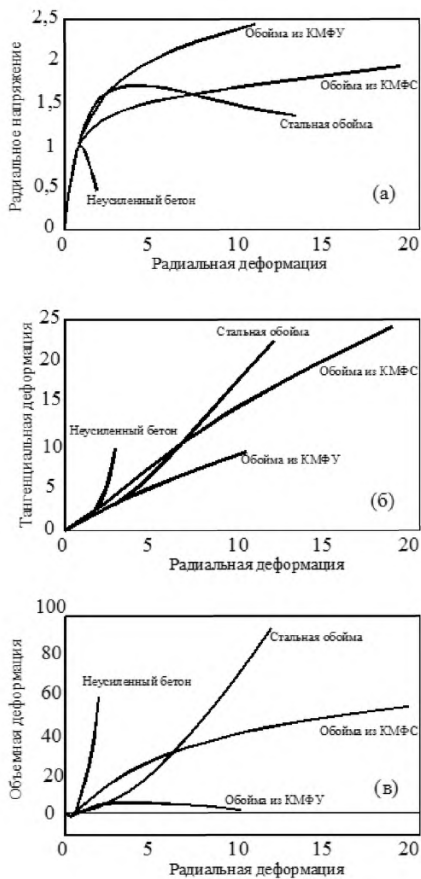 2,5
Обойма из КМФУ
2
Обойма из КМФС
1,5
Стальная обойма
1
0,5
Неусиленный бетон
(а)
0
0 5 10 15 20
Радиальное напряжение
Радиальная деформация
25
Стальная обойма
20
Обойма из КМФС
15
Неусиленный бетон
10
Обойма из КМФУ
5
(б)
0
0 5 10 15 20
Тангенциальная деформация
Радиальная деформация
100
Стальная обойма
80
Неусиленный бетон
60
Обойма из КМФС
40
20
Обойма из КМФУ
(в)
0
0 5 10 15 20
Объемная деформация
Радиальная деформация